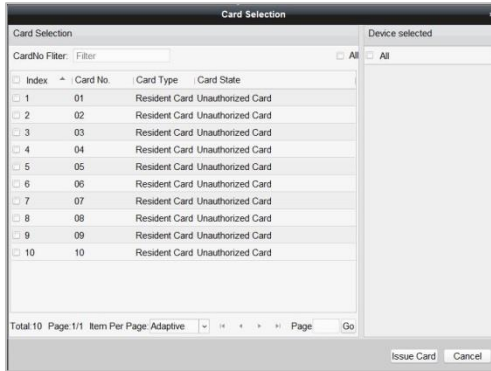 Card Selection
Card Selection
Device selected
CardNo Fliter: Filter All
All
Index Card No. Card Type Card State
1 01 Resident Card Unauthorized Card
2 02 Resident Card Unauthorized Card
3 03 Resident Card Unauthorized Card
4 04 Resident Card Unauthorized Card
5 05 Resident Card Unauthorized Card
6 06 Resident Card Unauthorized Card
7 07 Resident Card Unauthorized Card
8 08 Resident Card Unauthorized Card
9 09 Resident Card Unauthorized Card
10 10 Resident Card Unauthorized Card
Total:10 Page:1/1 Item Per Page: Adaptive Page Go
Issue Card Cancel